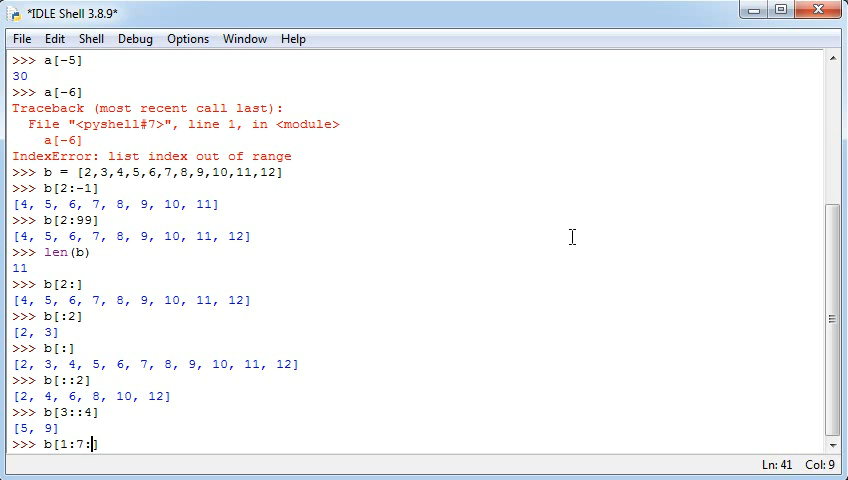 *IDLE Shell 3.8.9*
File Edit Shell Debug Options Window Help
>>> a[-5]
30
>>> a[-6]
Traceback (most recent call last):
  File "<pyshell#7>", line 1, in <module>
    a[-6]
IndexError: list index out of range
>>> b = [2,3,4,5,6,7,8,9,10,11,12]
>>> b[2:-1]
[4, 5, 6, 7, 8, 9, 10, 11]
>>> b[2:99]
[4, 5, 6, 7, 8, 9, 10, 11, 12]
>>> len(b)
11
>>> b[2:]
[4, 5, 6, 7, 8, 9, 10, 11, 12]
>>> b[:2]
[2, 3]
>>> b[:]
[2, 3, 4, 5, 6, 7, 8, 9, 10, 11, 12]
>>> b[::2]
[2, 4, 6, 8, 10, 12]
>>> b[3::4]
[5, 9]
>>> b[1:7:]
Ln: 41 Col: 9